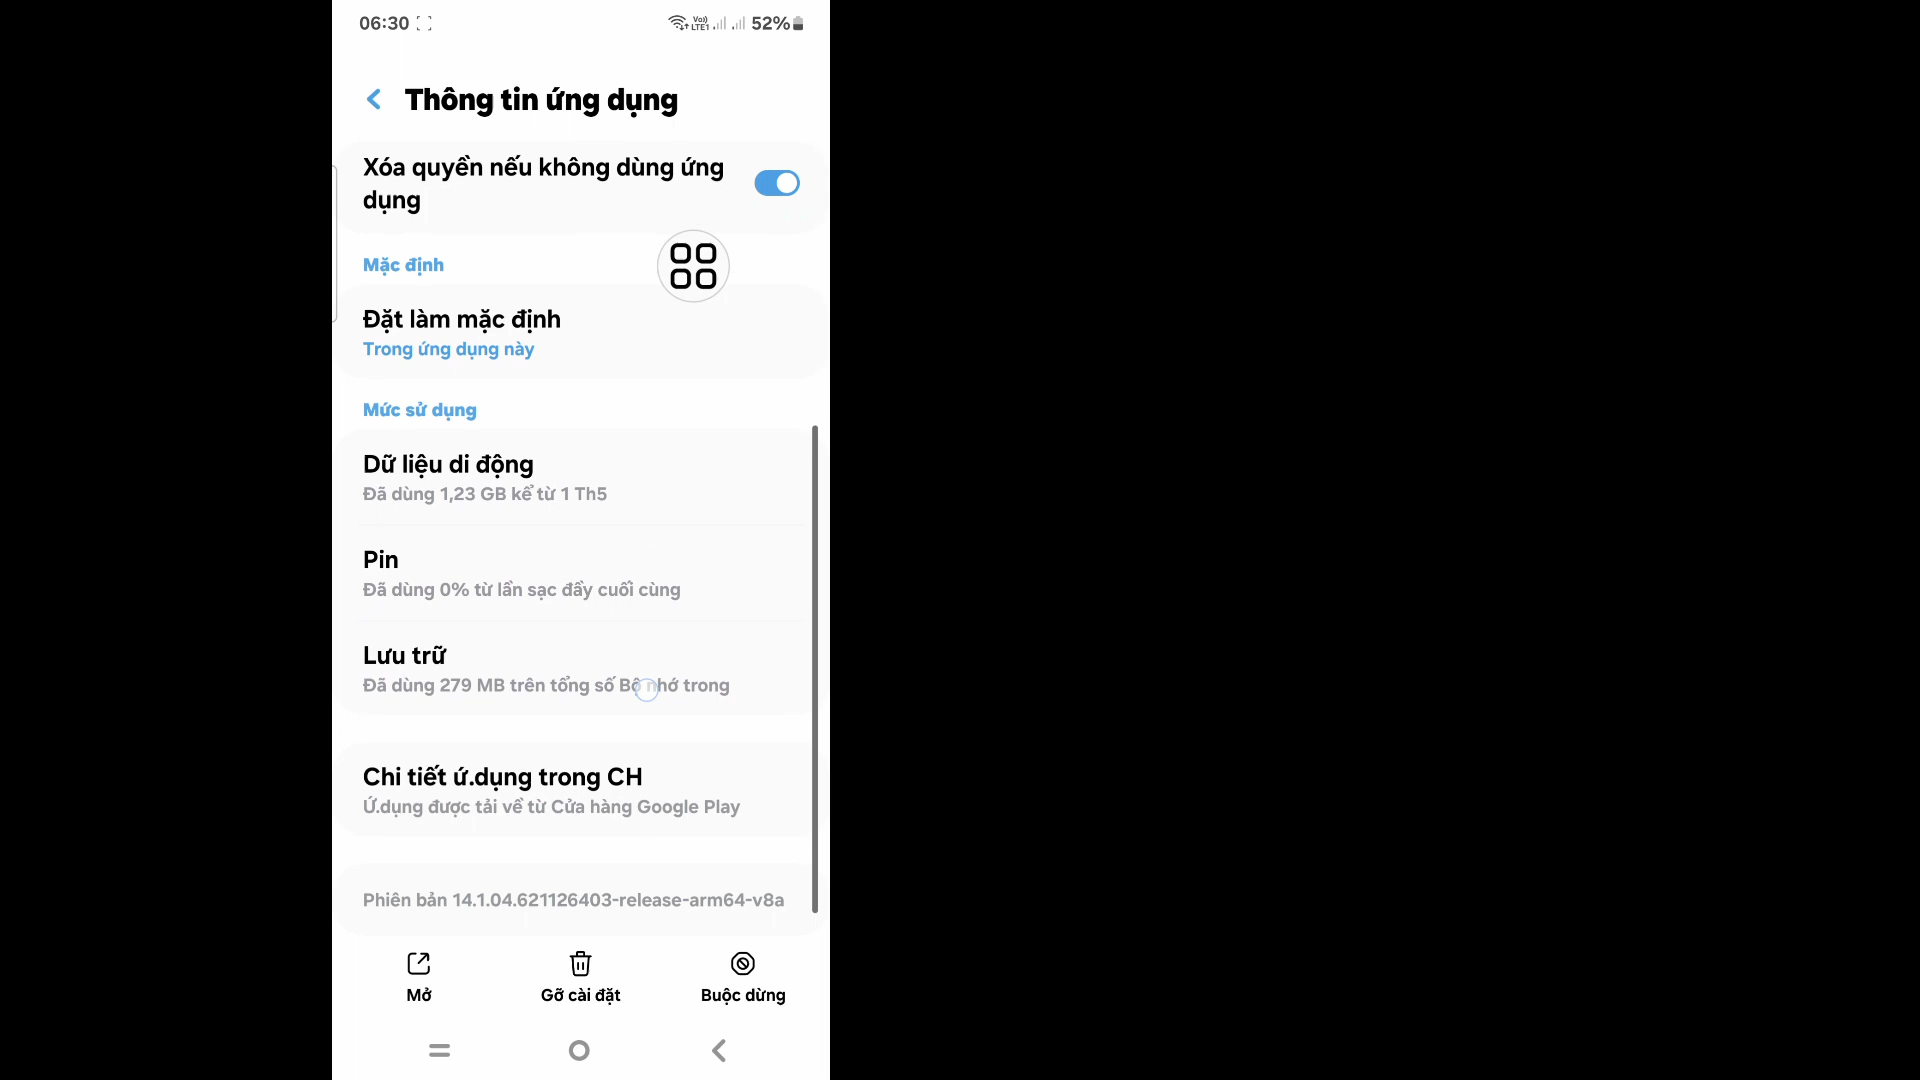 06:30
Vo)) LTE1 52%
Thông tin ứng dụng
Xóa quyền nếu không dùng ứng
dụng
Mặc định
Đặt làm mặc định
Trong ứng dụng này
Mức sử dụng
Dữ liệu di động
Đã dùng 1,23 GB kể từ 1 Th5
Pin
Đã dùng 0% từ lần sạc đầy cuối cùng
Lưu trữ
Đã dùng 279 MB trên tổng số Bộ nhớ trong
Chi tiết ứ.dụng trong CH
Ứ.dụng được tải về từ Cửa hàng Google Play
Phiên bản 14.1.04.621126403-release-arm64-v8a
Mở
Gỡ cài đặt
Buộc dừng